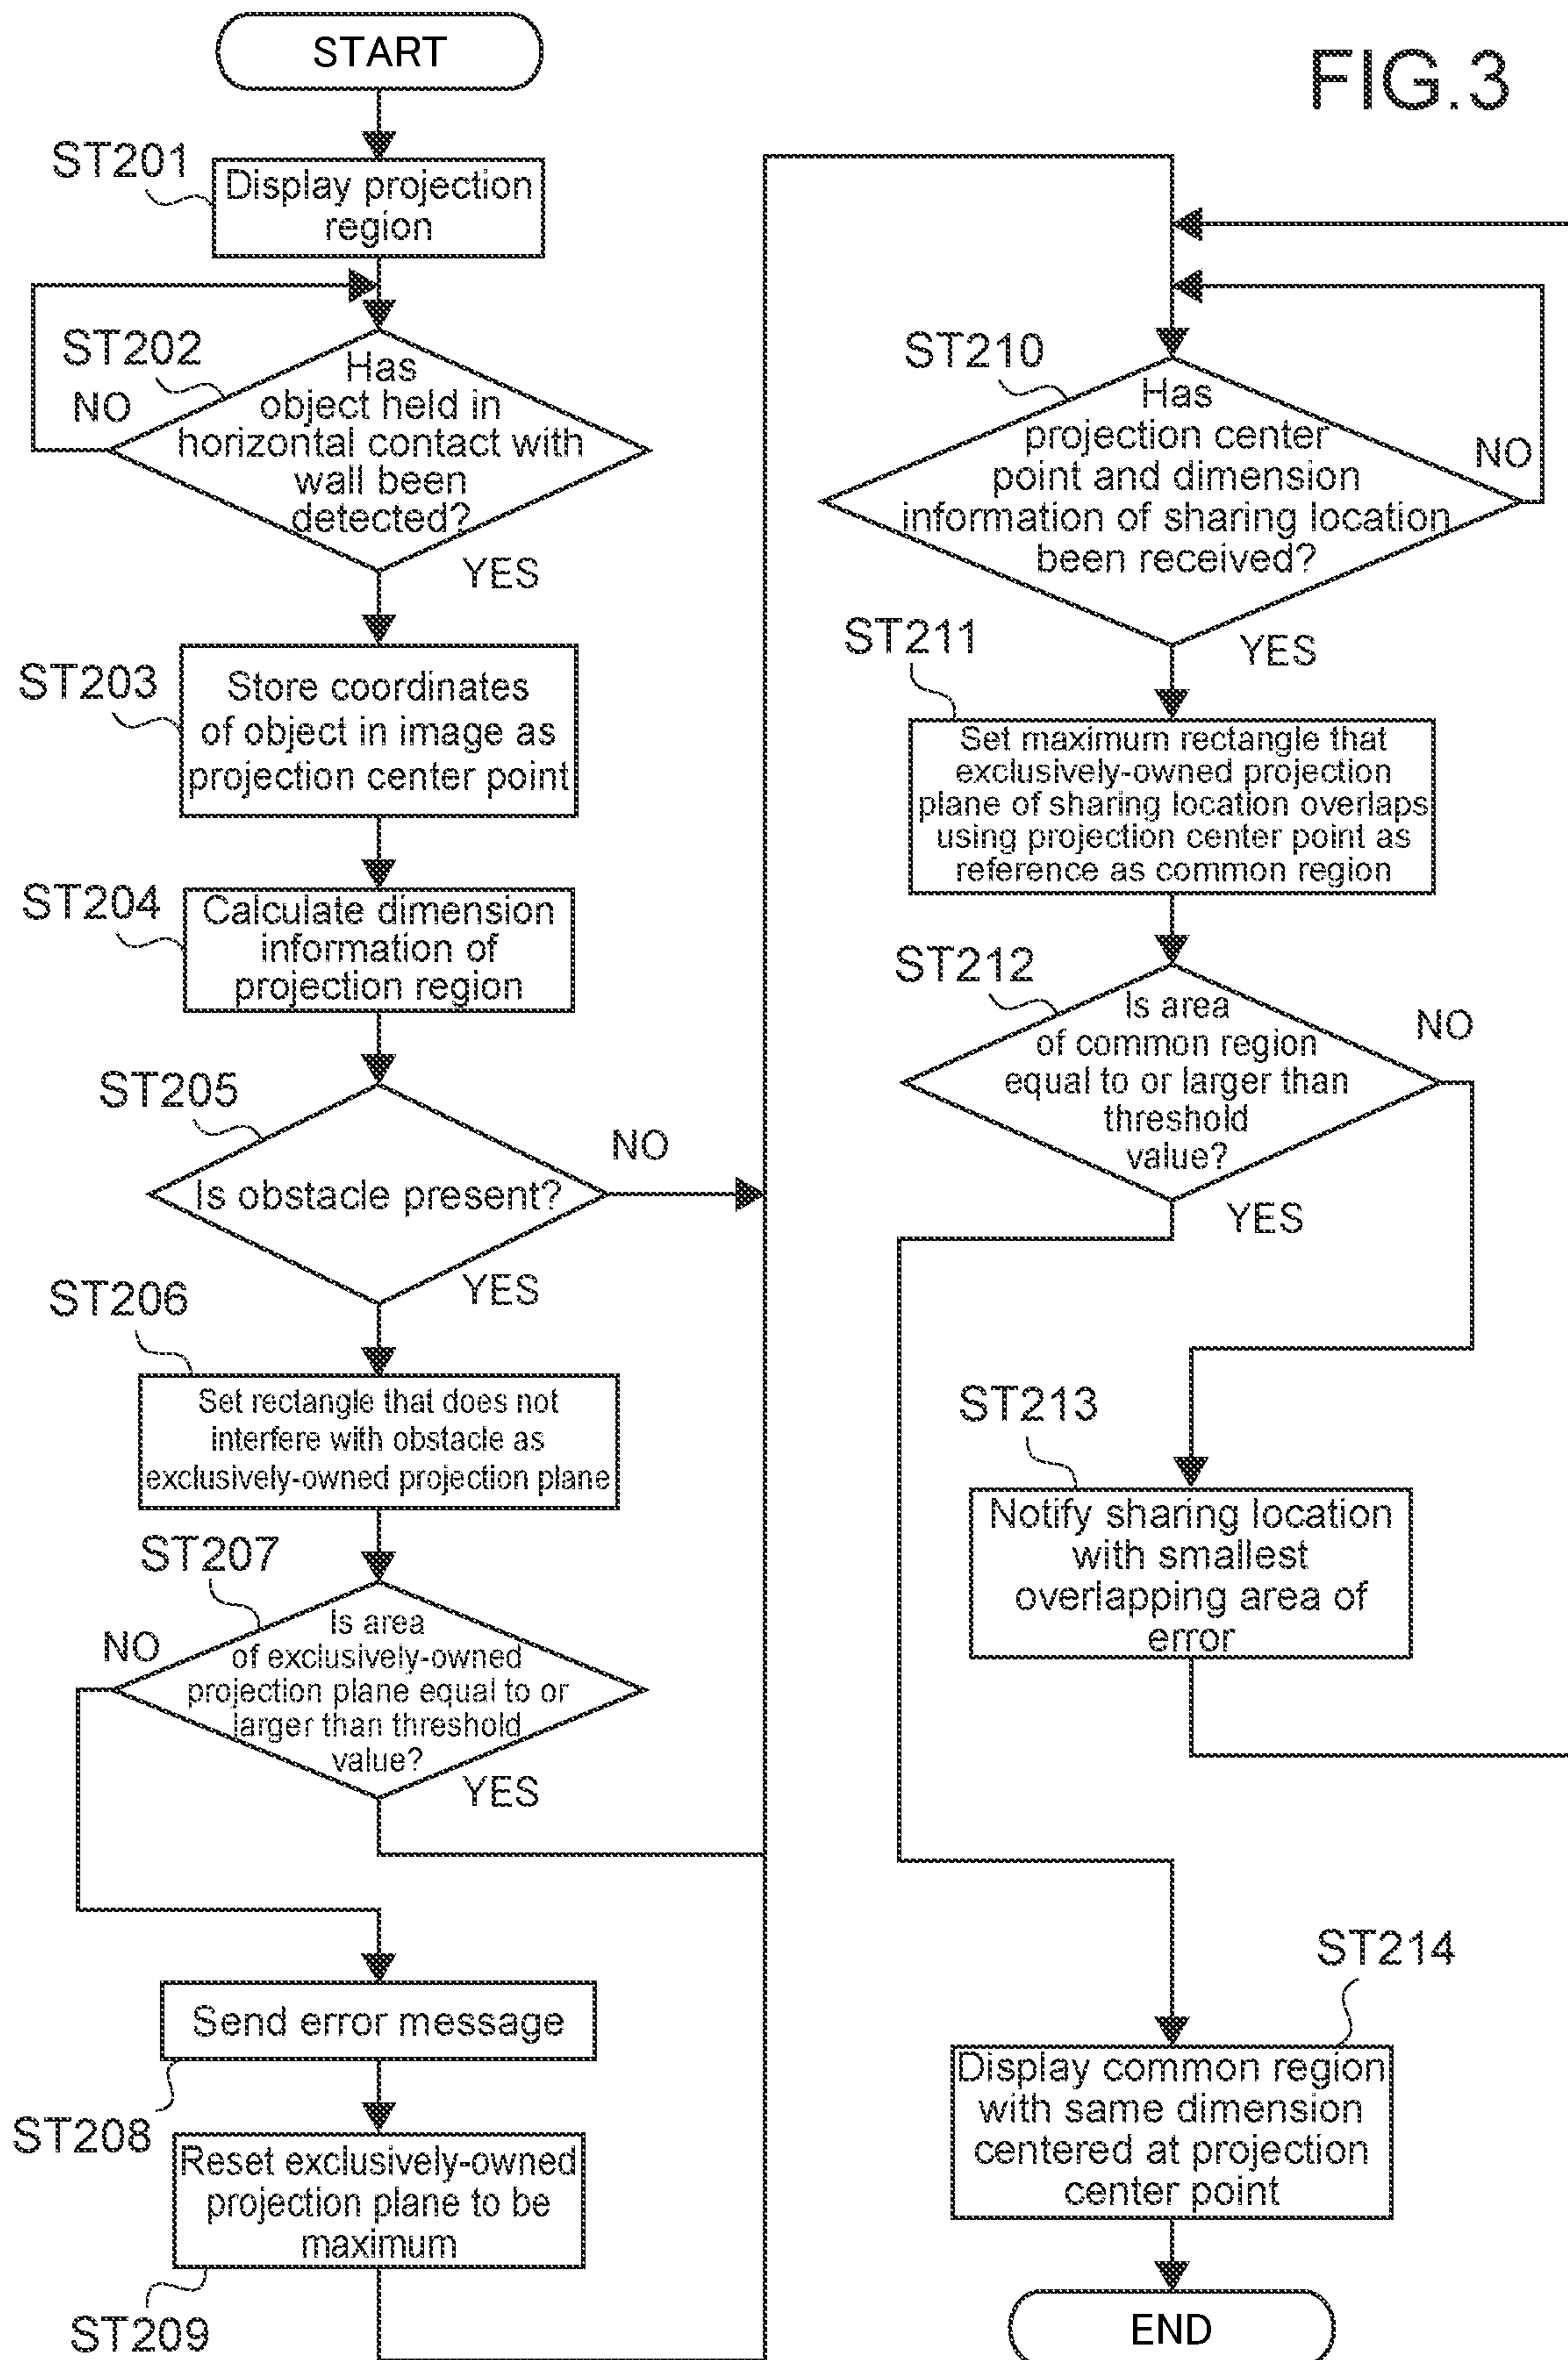 FIG.3
START
ST201
Display projection
region
ST202
NO
Has
object held in
horizontal contact with
wall been
detected?
YES
ST203
Store coordinates
of object in image as
projection center point
ST204
Calculate dimension
information of
projection region
ST205
Is obstacle present?
NO
YES
ST206
Set rectangle that does not
interfere with obstacle as
exclusively-owned projection plane
ST207
NO
Is area
of exclusively-owned
projection plane equal to or
larger than threshold
value?
YES
Send error message
ST208
Reset exclusively-owned
projection plane to be
maximum
ST209
ST210
Has
projection center
point and dimension
information of sharing location
been received?
NO
YES
ST211
Set maximum rectangle that
exclusively-owned projection
plane of sharing location overlaps
using projection center point as
reference as common region
ST212
Is area
of common region
equal to or larger than
threshold
value?
NO
YES
ST213
Notify sharing location
with smallest
overlapping area of
error
ST214
Display common region
with same dimension
centered at projection
center point
END